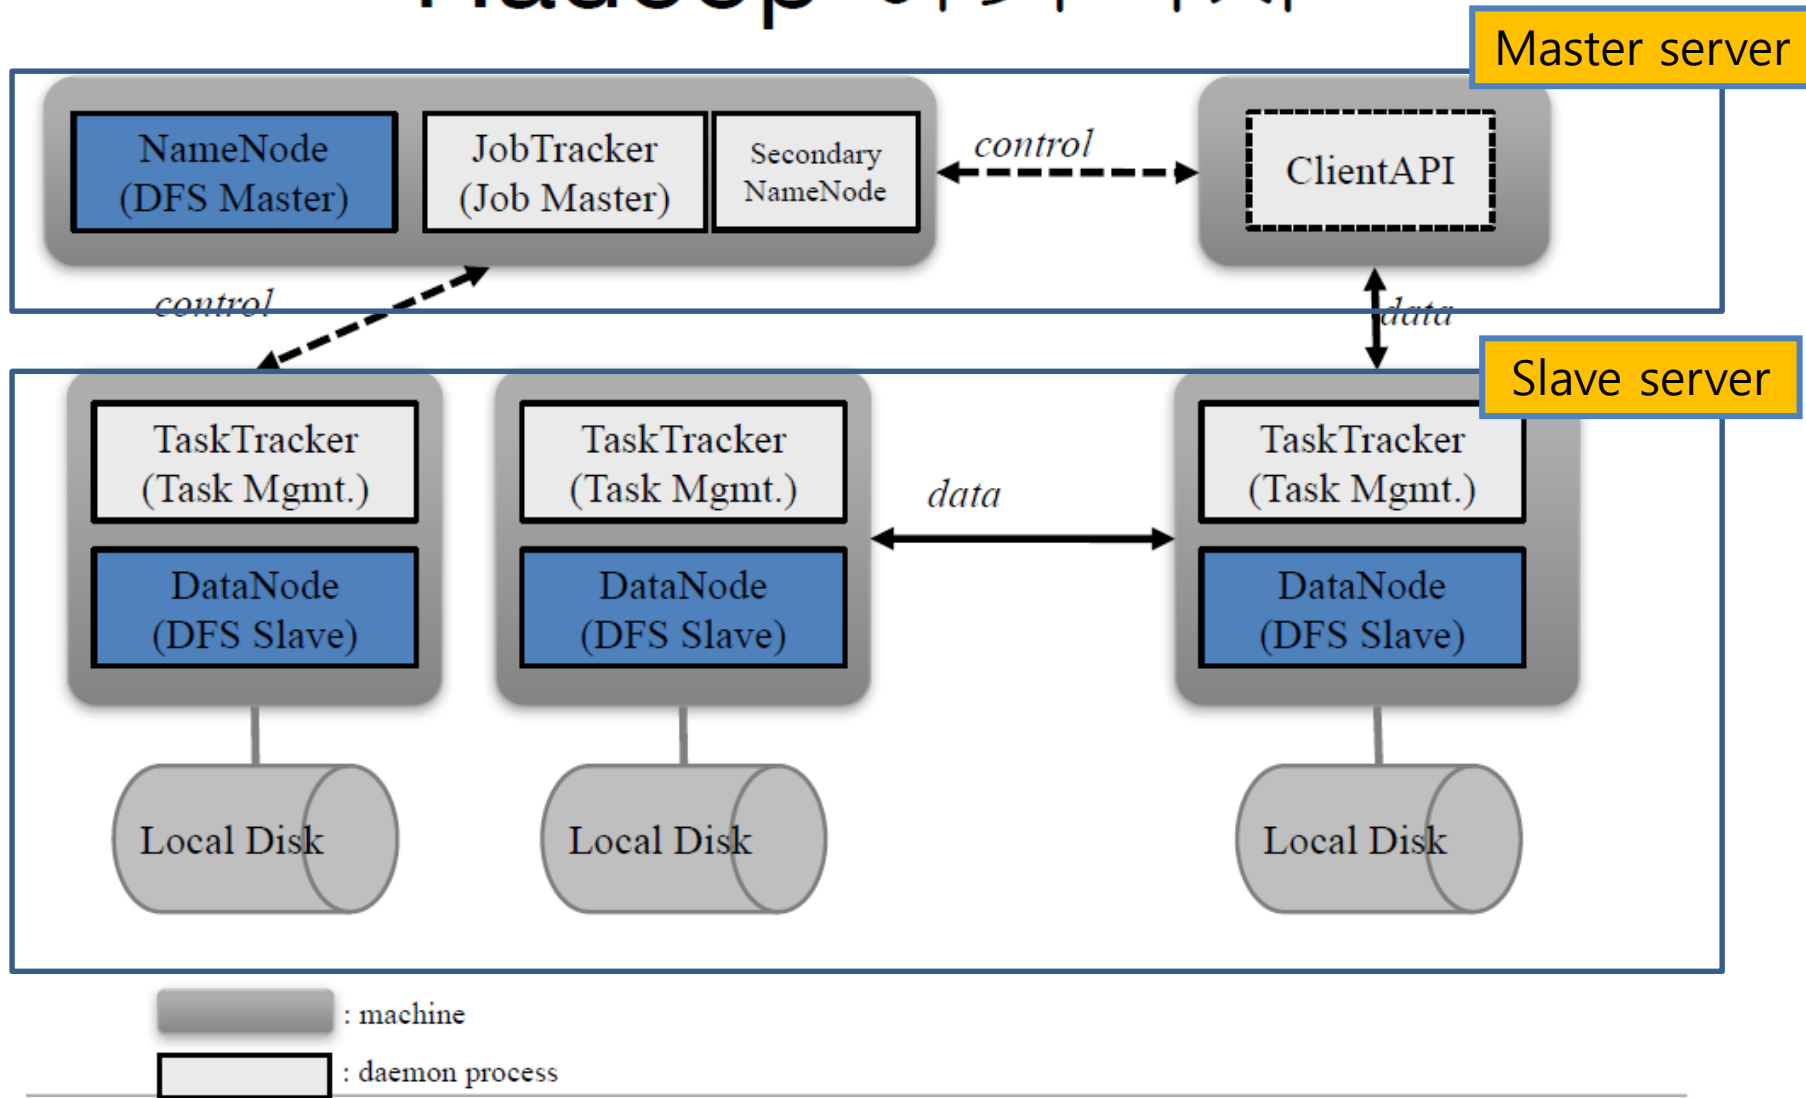 Master server
NameNode
(DFS Master)
JobTracker
(Job Master)
Secondary
NameNode
control
ClientAPI
control
data
Slave server
TaskTracker
(Task Mgmt.)
TaskTracker
(Task Mgmt.)
TaskTracker
(Task Mgmt.)
data
DataNode
(DFS Slave)
DataNode
(DFS Slave)
DataNode
(DFS Slave)
Local Disk
Local Disk
Local Disk
: machine
: daemon process